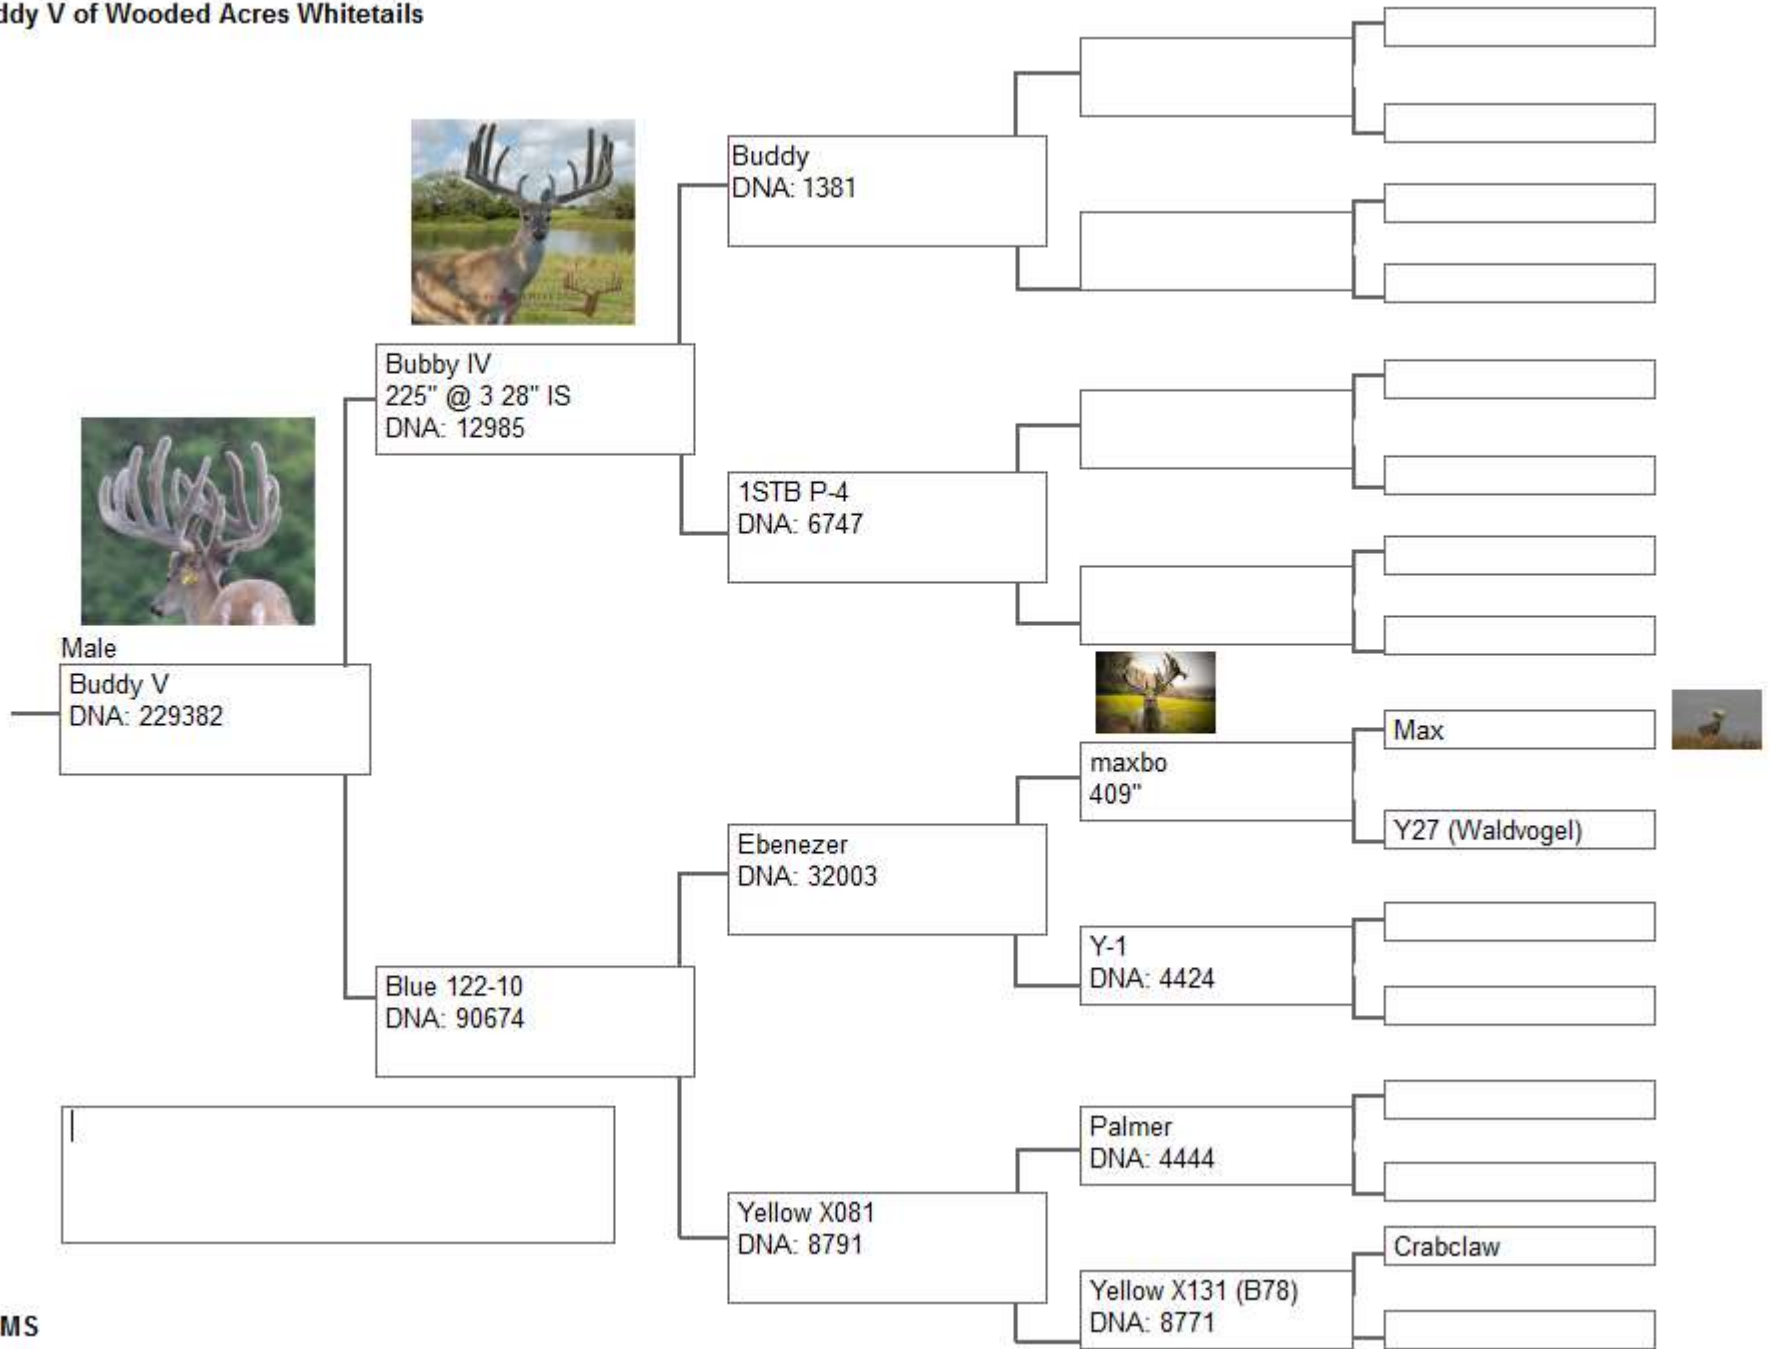 ddy V of Wooded Acres Whitetails
Buddy
DNA: 1381
Bubby IV
225" @ 3 28" IS
DNA: 12985
1STB P-4
DNA: 6747
Male
Buddy V
DNA: 229382
Max
maxbo
409"
Y27 (Waldvogel)
Ebenezer
DNA: 32003
Y-1
DNA: 4424
Blue 122-10
DNA: 90674
Palmer
DNA: 4444
Yellow X081
DNA: 8791
Crabclaw
Yellow X131 (B78)
DNA: 8771
MS